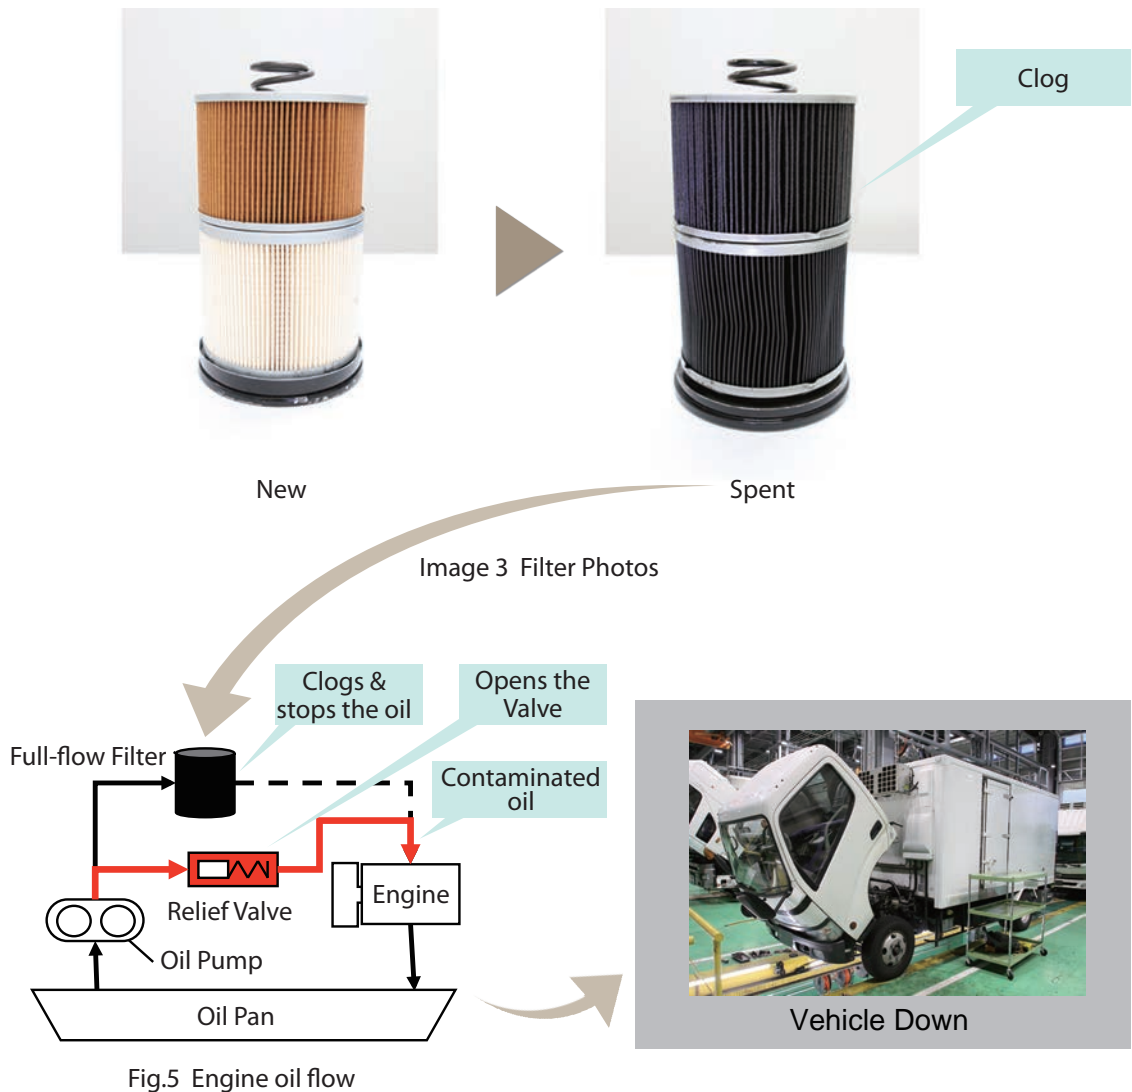 Clog
New
Spent
Image 3  Filter Photos
Clogs &
stops the oil
Opens the
Valve
Full-flow Filter
Contaminated
oil
Relief Valve
Engine
Oil Pump
Oil Pan
Vehicle Down
Fig.5  Engine oil flow